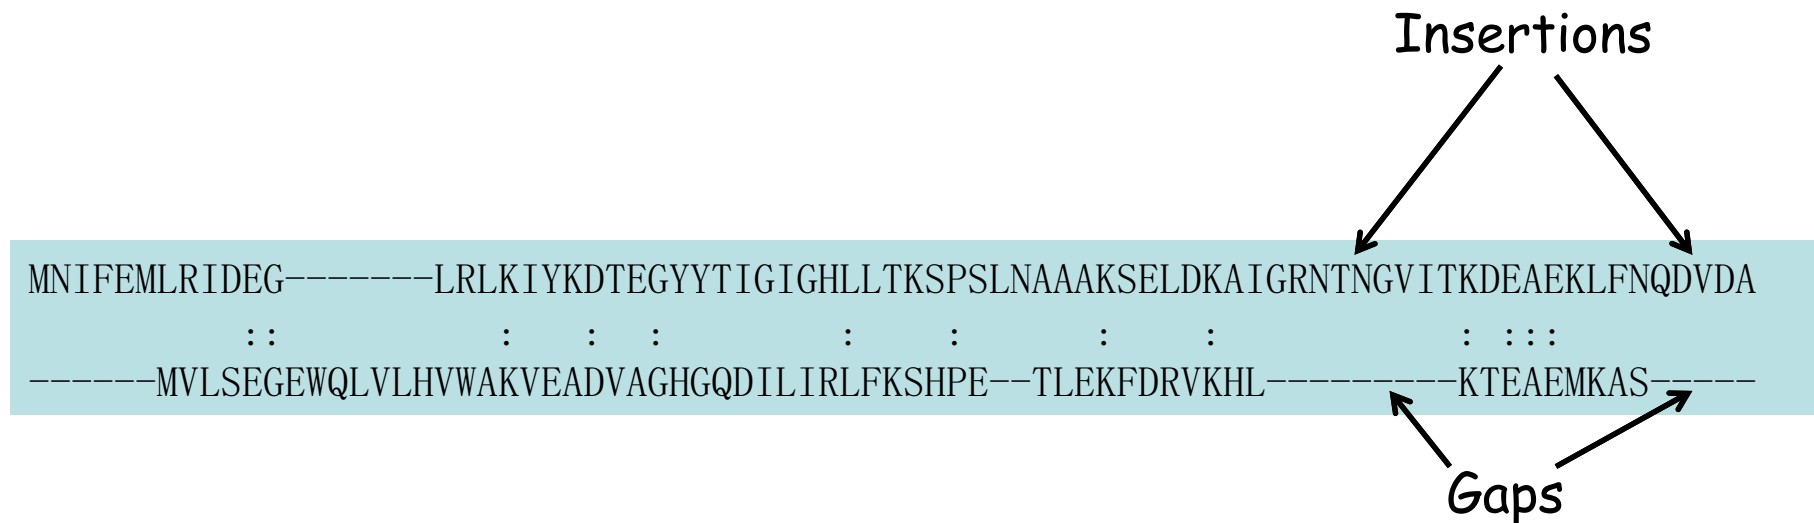 Insertions
MNIFEMLRIDEG-------LRLKIYKDTEGYYTIGIGHLLTKSPSLNAAAKSELDKAIGRNTNGVITKDEAEKLFNQDVDA
          ::          :   :  :        :    :      :    :           : :::
------MVLSEGEWQLVLHVWAKVEADVAGHGQDILIRLFKSHPE--TLEKFDRVKHL---------KTEAEMKAS-----
Gaps